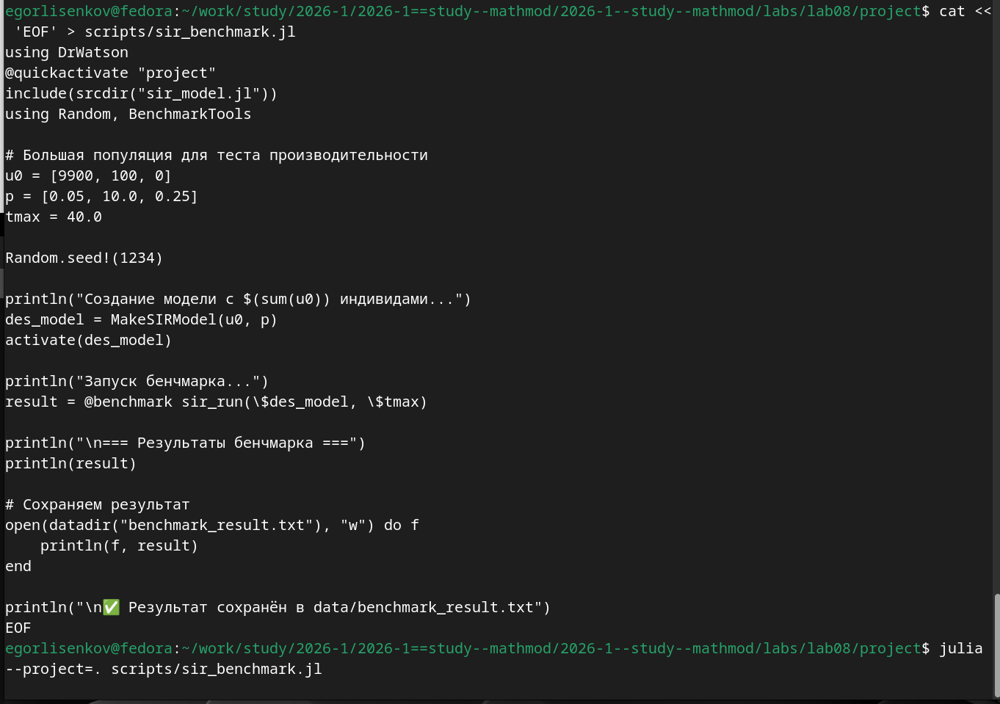 egorlisenkov@fedora:~/work/study/2026-1/2026-1==study--mathmod/2026-1--study--mathmod/labs/lab08/project$ cat <<
 'EOF' > scripts/sir_benchmark.jl
using DrWatson
@quickactivate "project"
include(srcdir("sir_model.jl"))
using Random, BenchmarkTools

# Большая популяция для теста производительности
u0 = [9900, 100, 0]
p = [0.05, 10.0, 0.25]
tmax = 40.0

Random.seed!(1234)

println("Создание модели с $(sum(u0)) индивидами...")
des_model = MakeSIRModel(u0, p)
activate(des_model)

println("Запуск бенчмарка...")
result = @benchmark sir_run(\$des_model, \$tmax)

println("\n=== Результаты бенчмарка ===")
println(result)

# Сохраняем результат
open(datadir("benchmark_result.txt"), "w") do f
    println(f, result)
end

println("\n✅ Результат сохранён в data/benchmark_result.txt")
EOF
egorlisenkov@fedora:~/work/study/2026-1/2026-1==study--mathmod/2026-1--study--mathmod/labs/lab08/project$ julia
--project=. scripts/sir_benchmark.jl